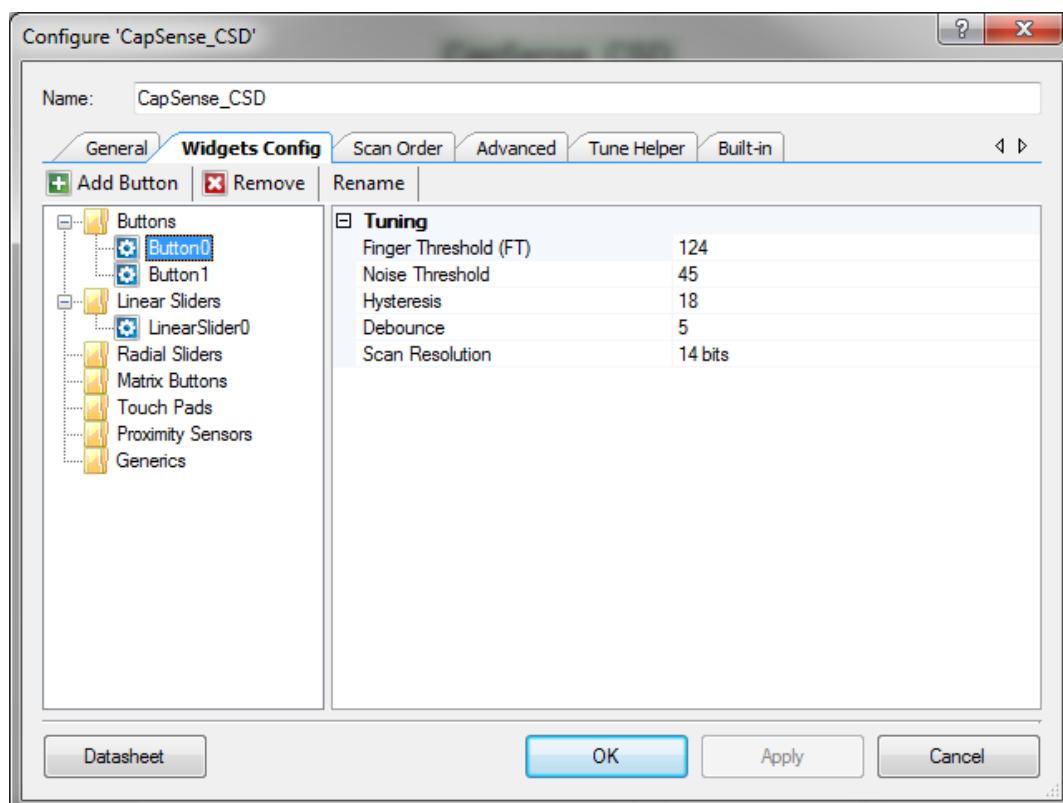 Configure 'CapSense_CSD'
Name: CapSense_CSD
General Widgets Config Scan Order Advanced Tune Helper Built-in
Add Button Remove Rename
Buttons
Button0
Button1
Linear Sliders
LinearSlider0
Radial Sliders
Matrix Buttons
Touch Pads
Proximity Sensors
Generics
Tuning
Finger Threshold (FT) 124
Noise Threshold 45
Hysteresis 18
Debounce 5
Scan Resolution 14 bits
Datasheet OK Apply Cancel